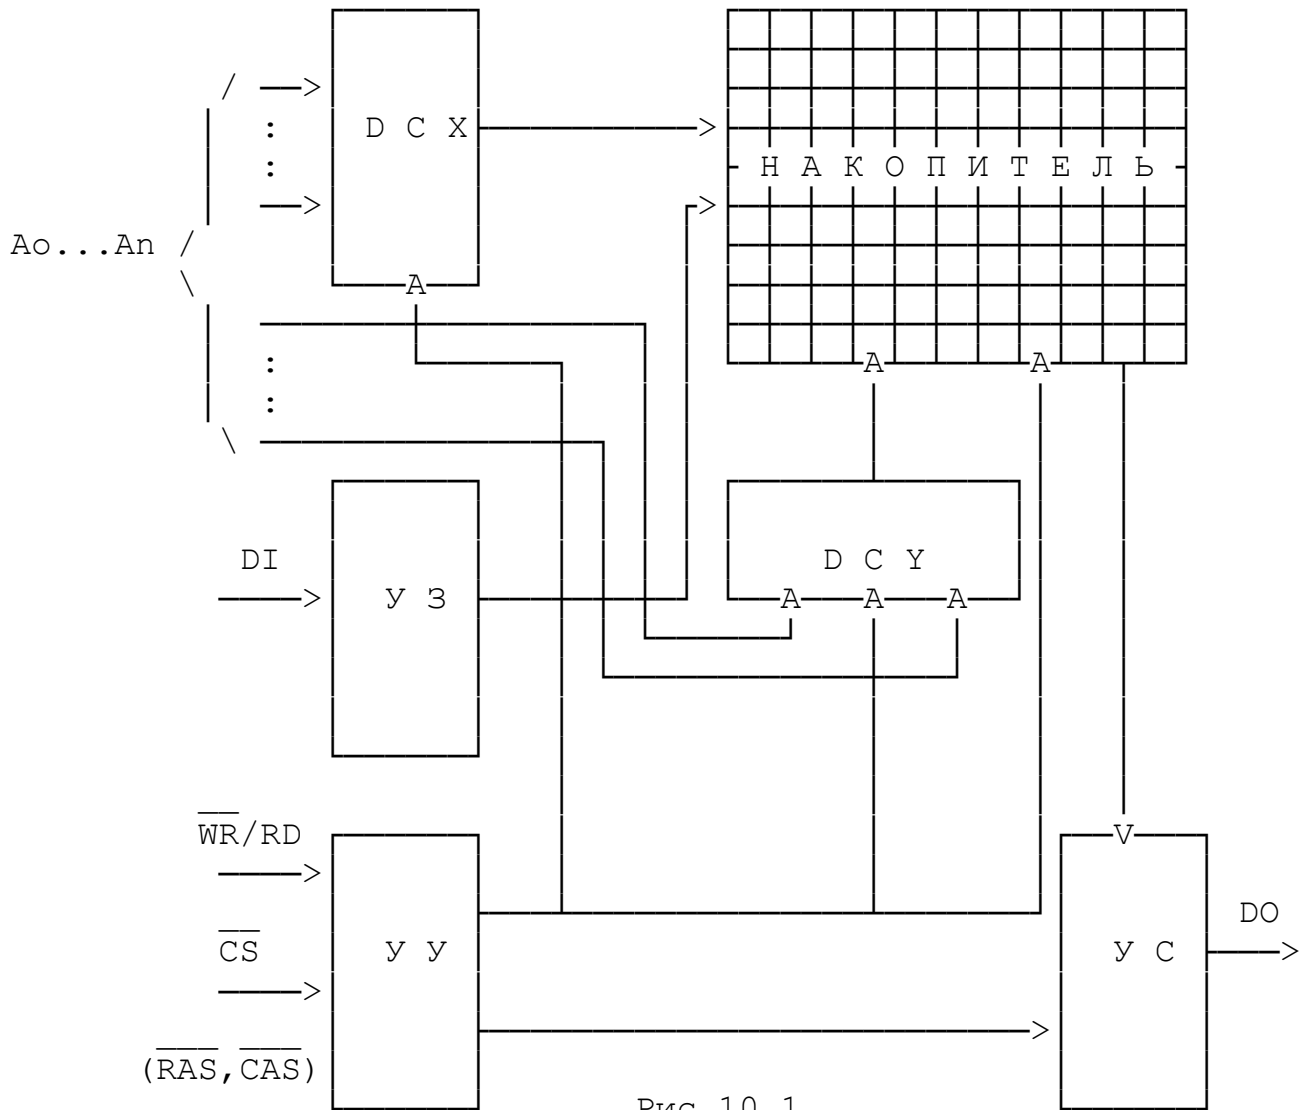 D C X
Н А К О П И Т Е Л Ь
Ao...An
A
A A
DI
D C Y
У З
A A A
WR/RD
V
DO
CS
У У
У С
(RAS,CAS)
Рис 10 1